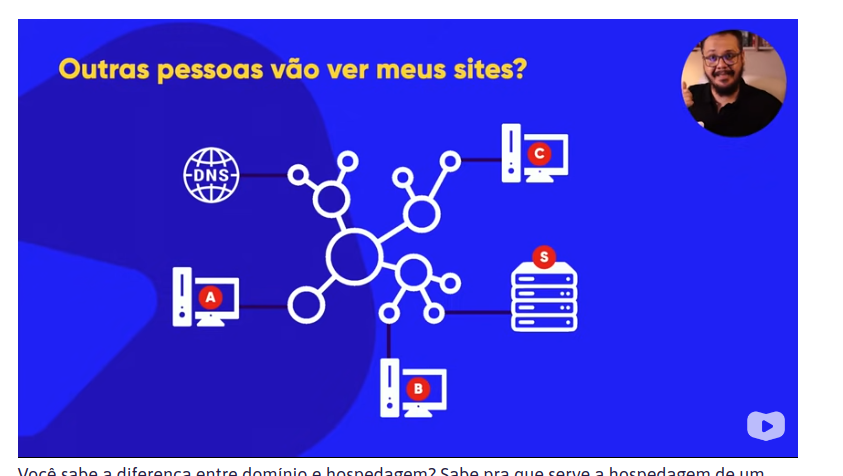 Outras pessoas vão ver meus sites?
C
DNS
S
A
B
Você sabe a diferença entre domínio e hospedagem? Sabe pra que serve a hospedagem de um